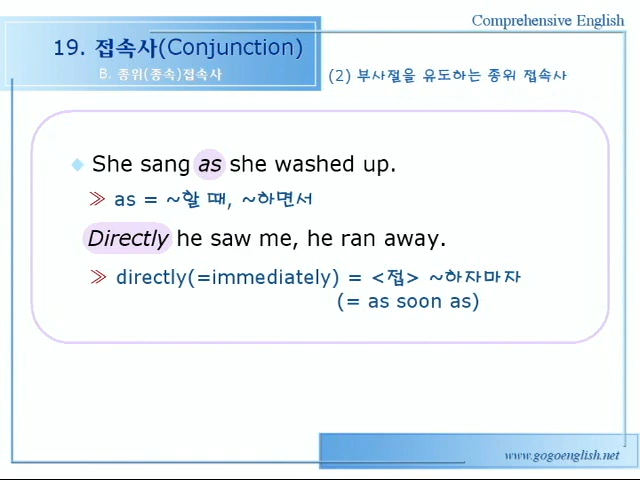 Comprehensive English
19. 접속사(Conjunction)
B. 종위(종속)접속사
(2) 부사절을 유도하는 종위 접속사
She sang as she washed up.
≫ as = ~할 때, ~하면서
Directly he saw me, he ran away.
≫ directly(=immediately) = <접> ~하자마자
(= as soon as)
www.gogoenglish.net